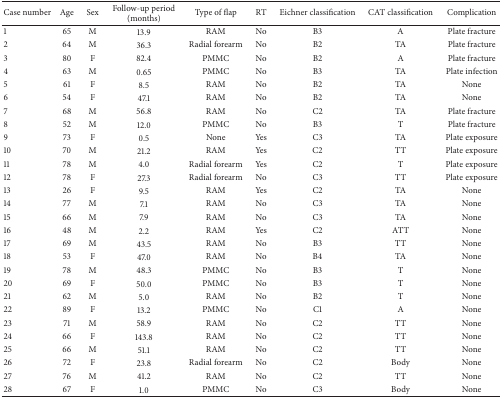 Case number Age Sex Follow-up period (months) Type of flap RT Eichner classification CAT classification Complication
1 65 M 13.9 RAM No B3 A Plate fracture
2 64 M 36.3 Radial forearm No B2 TA Plate fracture
3 80 F 82.4 PMMC No B2 A Plate fracture
4 63 M 0.65 PMMC No B3 TA Plate infection
5 61 F 8.5 RAM No B2 TA None
6 54 F 47.1 RAM No B2 TA None
7 68 M 56.8 RAM No C2 TA Plate fracture
8 52 M 12.0 PMMC No B3 T Plate fracture
9 73 F 0.5 None Yes C3 TA Plate exposure
10 70 M 21.2 RAM Yes C2 TT Plate exposure
11 78 M 4.0 Radial forearm Yes C2 T Plate exposure
12 78 F 27.3 Radial forearm No C3 TT Plate exposure
13 26 F 9.5 RAM Yes C2 TA None
14 77 M 7.1 RAM No C3 TA None
15 66 M 7.9 RAM No C3 TA None
16 48 M 2.2 RAM Yes C2 ATT None
17 69 M 43.5 RAM No B3 TT None
18 53 F 47.0 RAM No B4 TA None
19 78 M 48.3 PMMC No B3 T None
20 69 F 50.0 PMMC No B3 T None
21 62 M 5.0 RAM No B2 T None
22 89 F 13.2 PMMC No C1 A None
23 71 M 58.9 RAM No C2 TT None
24 66 F 143.8 RAM No C2 TT None
25 66 M 51.1 RAM No C2 TT None
26 72 F 23.8 Radial forearm No C2 Body None
27 76 M 41.2 RAM No C2 TT None
28 67 F 1.0 PMMC No C3 Body None